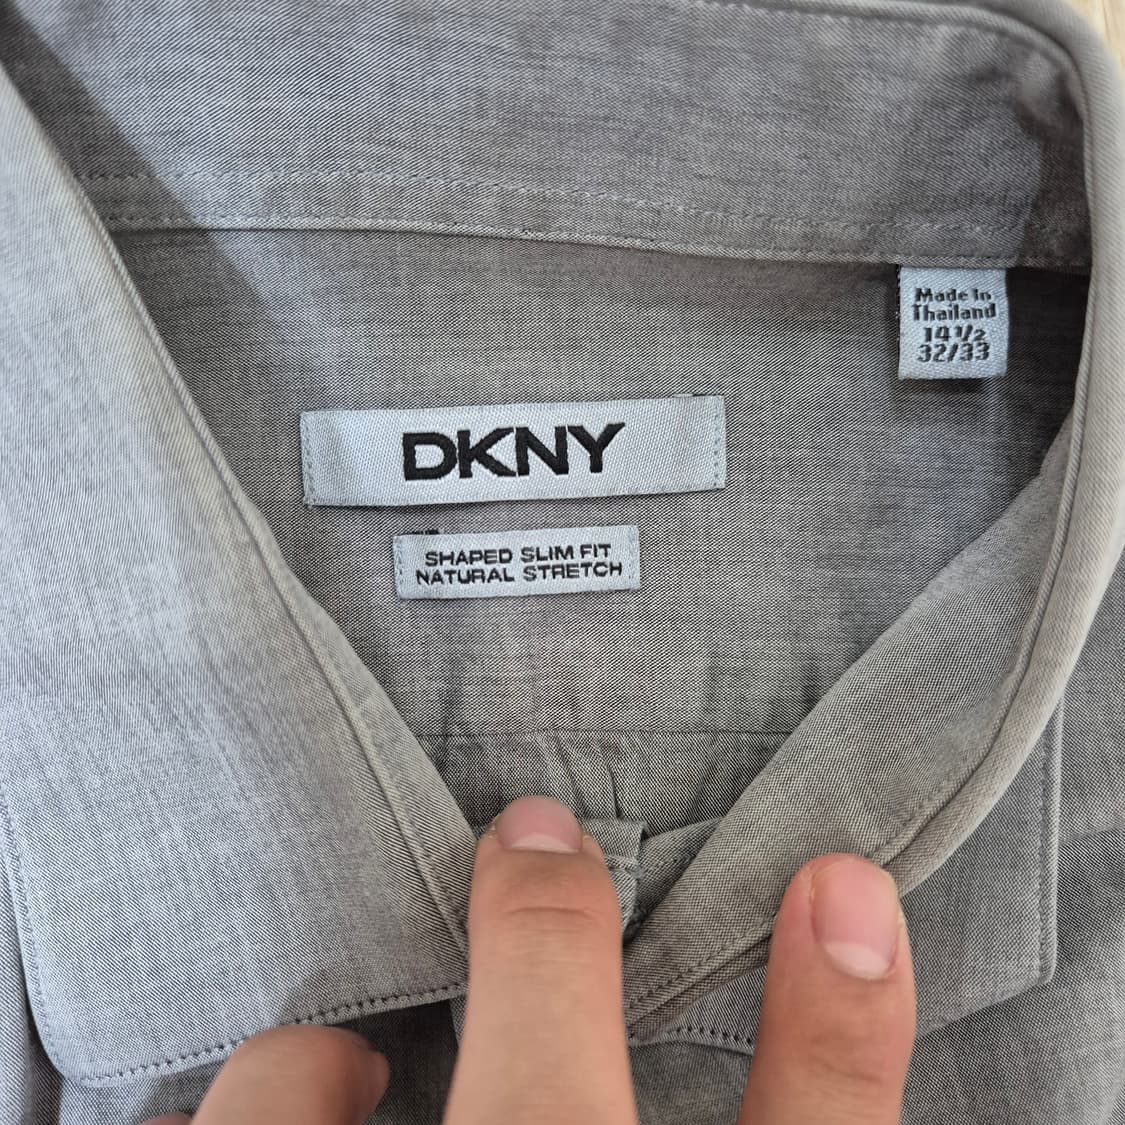 Made in
Thailand
14 1/2
32/33
DKNY
SHAPED SLIM FIT
NATURAL STRETCH